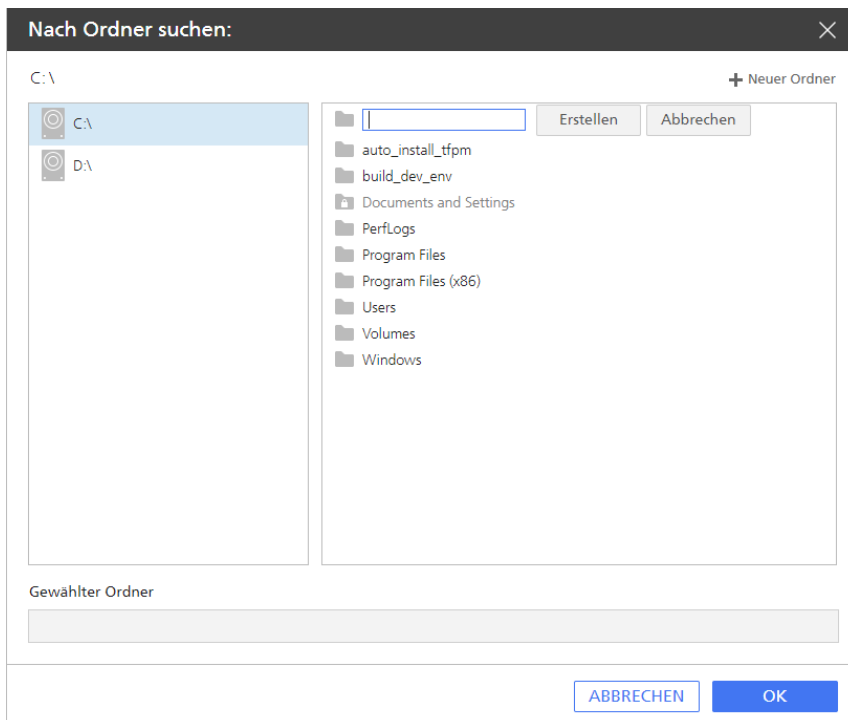 Nach Ordner suchen:
C:\
Neuer Ordner
C:\
D:\
Erstellen
Abbrechen
auto_install_tfpm
build_dev_env
Documents and Settings
PerfLogs
Program Files
Program Files (x86)
Users
Volumes
Windows
Gewählter Ordner
ABBRECHEN
OK